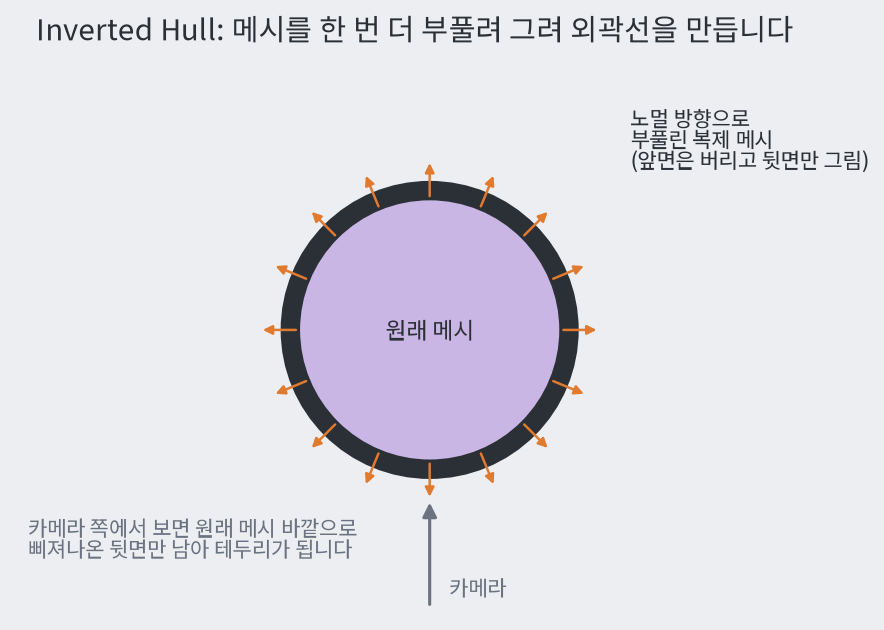 Inverted Hull: 메시를 한 번 더 부풀려 그려 외곽선을 만듭니다
노멀 방향으로
부풀린 복제 메시
(앞면은 버리고 뒷면만 그림)
원래 메시
카메라 쪽에서 보면 원래 메시 바깥으로
삐져나온 뒷면만 남아 테두리가 됩니다
카메라